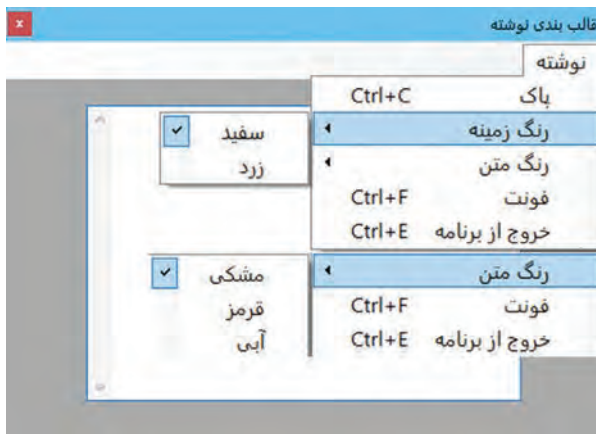 قالب بندی نوشته
نوشته
پاک Ctrl+C
رنگ زمینه
سفید
زرد
رنگ متن
فونت Ctrl+F
خروج از برنامه Ctrl+E
رنگ متن
مشکی
قرمز
آبی
فونت Ctrl+F
خروج از برنامه Ctrl+E